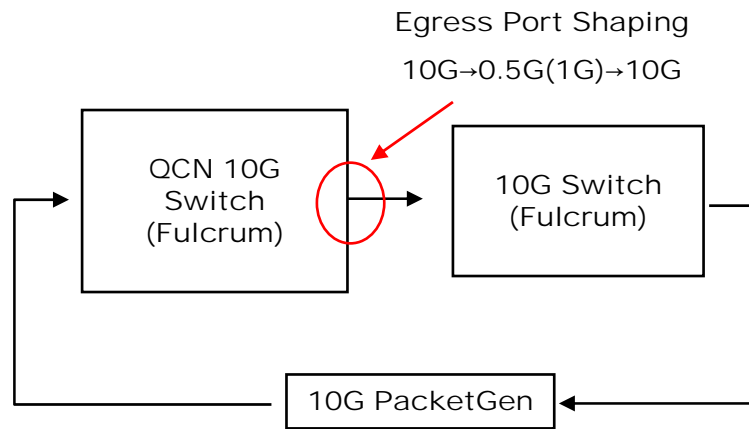 Egress Port Shaping
10G→0.5G(1G)→10G
QCN 10G
Switch
(Fulcrum)
10G Switch
(Fulcrum)
10G PacketGen